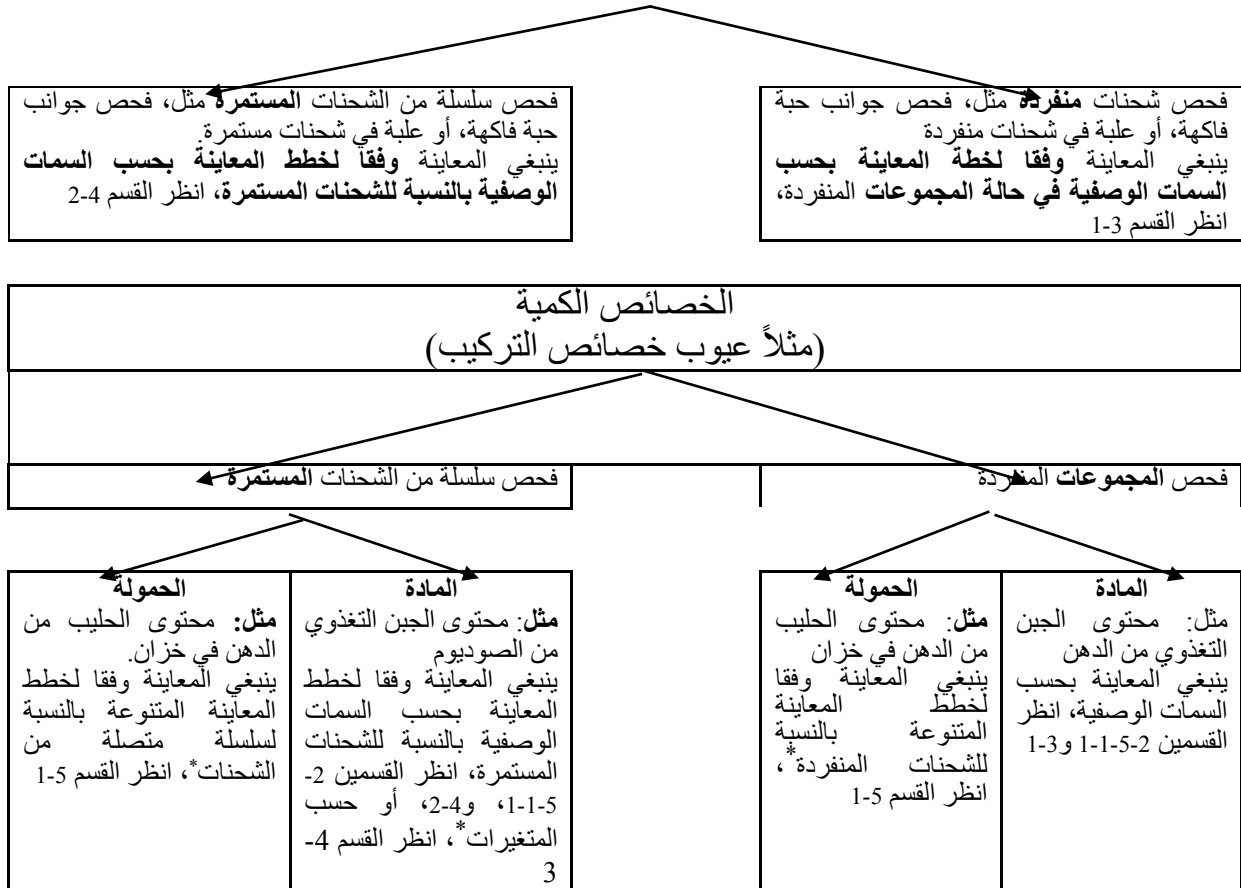 فحص شحنات منفردة مثل، فحص جوانب حبة
فاكهة، أو علبة في شحنات منفردة
ينبغي المعاينة وفقا لخطة المعاينة بحسب
السمات الوصفية في حالة المجموعات المنفردة،
انظر القسم 3-1
فحص سلسلة من الشحنات المستمرة مثل، فحص جوانب
حبة فاكهة، أو علبة في شحنات مستمرة.
ينبغي المعاينة وفقا لخطط المعاينة بحسب السمات
الوصفية بالنسبة للشحنات المستمرة، انظر القسم 4-2
الخصائص الكمية
(مثلاً عيوب خصائص التركيب)
فحص المجموعات المنفردة
فحص سلسلة من الشحنات المستمرة
المادة
مثل: محتوى الجبن
التغذوي من الدهن
ينبغي المعاينة بحسب
السمات الوصفية، انظر
القسمين 2-5-1-1 و3-1
الحمولة
مثل: محتوى الحليب
من الدهن في خزان
ينبغي المعاينة وفقا
لخطط المعاينة
المتنوعة بالنسبة
للشحنات المنفردة*،
انظر القسم 5-1
المادة
مثل: محتوى الجبن التغذوي
من الصوديوم
ينبغي المعاينة وفقا لخطط
المعاينة بحسب السمات
الوصفية بالنسبة للشحنات
المستمرة، انظر القسمين 2-
5-1-1، و4-2، أو حسب
المتغيرات*، انظر القسم 4-
3
الحمولة
مثل: محتوى الحليب من
الدهن في خزان.
ينبغي المعاينة وفقا لخطط
المعاينة المتنوعة بالنسبة
لسلسلة متصلة من
الشحنات*، انظر القسم 5-1